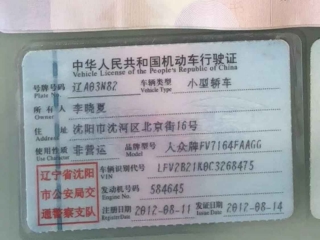 中华人民共和国机动车行驶证
Vehicle License of the People's Republic of China
号牌号码 辽A03N82 车辆类型 小型轿车
Plate No. Vehicle Type
所有人 李晓夏
Owner
住址 沈阳市沈河区北京街16号
Address
使用性质 非营运 品牌型号 大众牌FV7164FAAGG
Use Character Model
车辆识别代号 LFV2B21K0C3268475
VIN
发动机号码 S84645
Engine No.
注册日期 2012-08-11 发证日期 2012-08-14
Register Date Issue Date
辽宁省沈阳
市公安局交
通警察支队